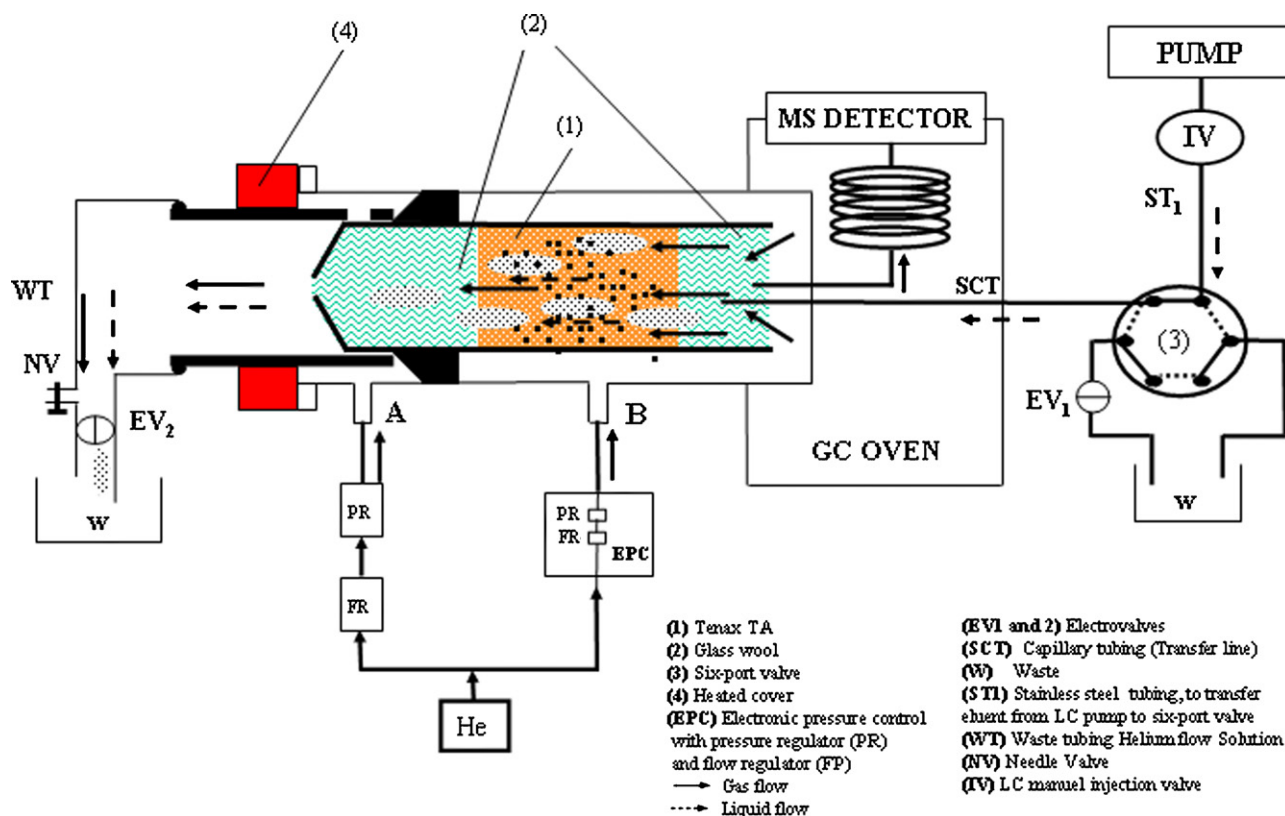 (4)
(2)
(1)
PUMP
MS DETECTOR
IV
ST1
WT
SCT
(3)
NV
EV2
A
B
EV1
GC OVEN
W
PR
PR
FR
EPC
W
FR
He
(1) Tenax TA
(2) Glass wool
(3) Six-port valve
(4) Heated cover
(EPC) Electronic pressure control
with pressure regulator (PR)
and flow regulator (FP)
Gas flow
Liquid flow
(EV1 and 2) Electrovalves
(SCT) Capillary tubing (Transfer line)
(W) Waste
(ST1) Stainless steel tubing, to transfer
eluent from LC pump to six-port valve
(WT) Waste tubing Helium flow Solution
(NV) Needle Valve
(IV) LC manuel injection valve